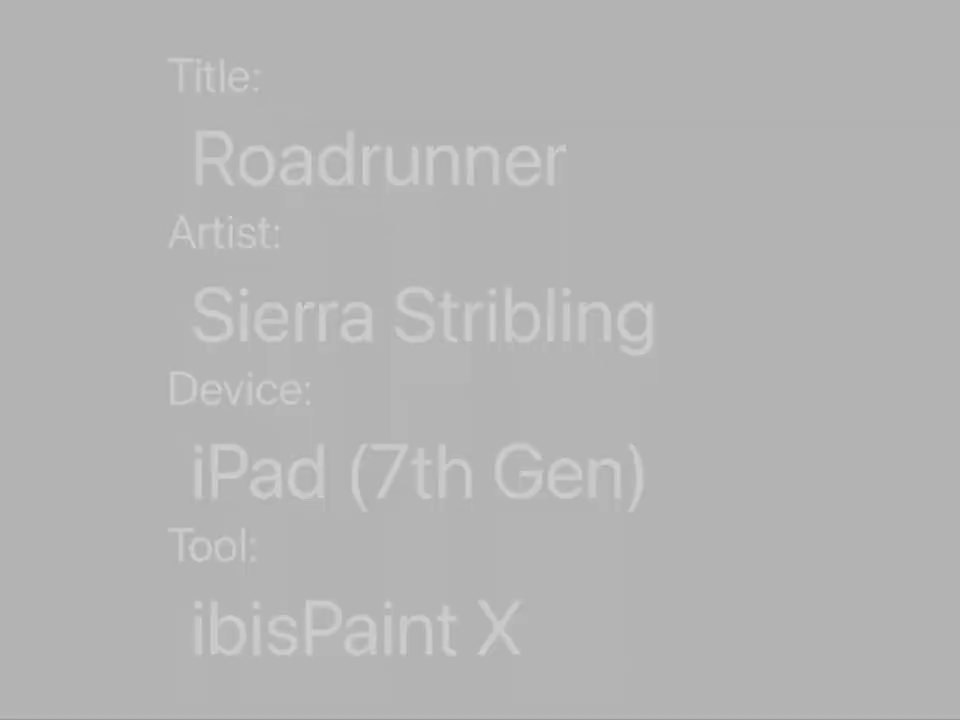 Title:
Roadrunner
Artist:
Sierra Stribling
Device:
iPad (7th Gen)
Tool:
ibisPaint X